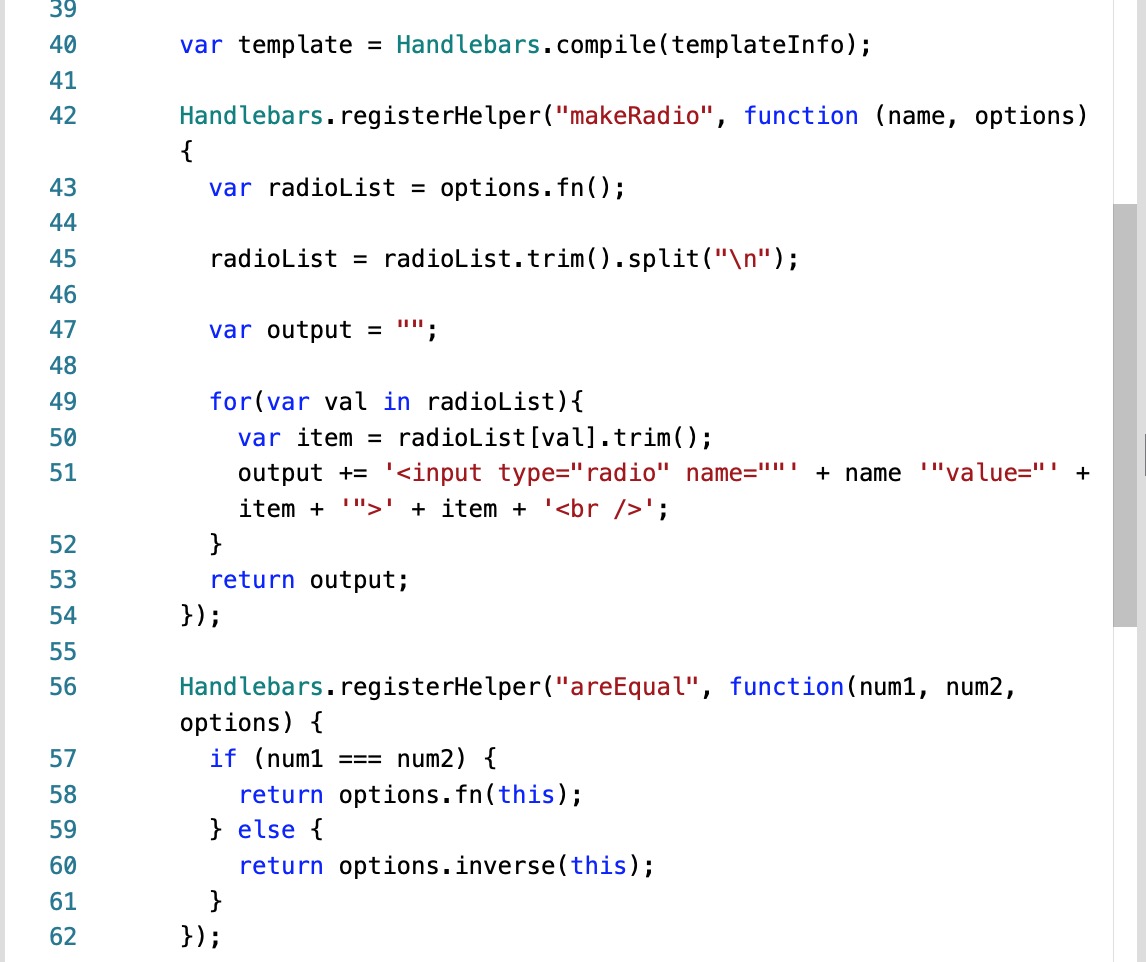 39
40 var template = Handlebars.compile(templateInfo);
41
42 Handlebars.registerHelper("makeRadio", function (name, options)
{
43 var radioList = options.fn();
44
45 radioList = radioList.trim().split("\n");
46
47 var output = "";
48
49 for(var val in radioList){
50 var item = radioList[val].trim();
51 output += '<input type="radio" name=""' + name '"value="' +
item + '">' + item + '<br />';
52 }
53 return output;
54 });
55
56 Handlebars.registerHelper("areEqual", function(num1, num2,
options) {
57 if (num1 === num2) {
58 return options.fn(this);
59 } else {
60 return options.inverse(this);
61 }
62 });